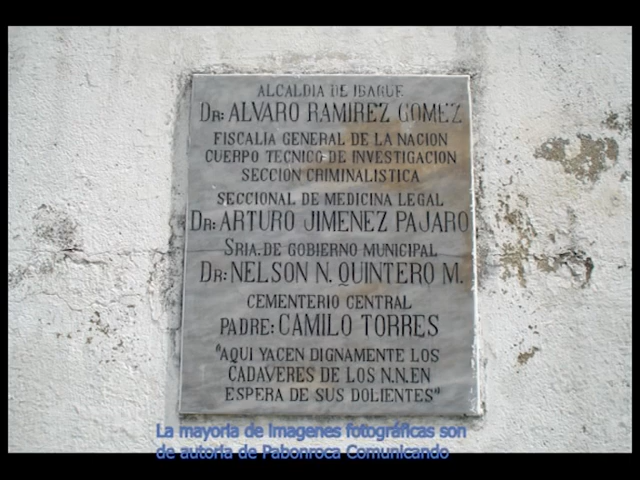 ALCALDIA DE IBAGUE
DR: ALVARO RAMIREZ GOMEZ
FISCALIA GENERAL DE LA NACION
CUERPO TECNICO DE INVESTIGACION
SECCION CRIMINALISTICA
SECCIONAL DE MEDICINA LEGAL
DR: ARTURO JIMENEZ PAJARO
SRIA. DE GOBIERNO MUNICIPAL
DR: NELSON N. QUINTERO M.
CEMENTERIO CENTRAL
PADRE: CAMILO TORRES
"AQUI YACEN DIGNAMENTE LOS
CADAVERES DE LOS N.N. EN
ESPERA DE SUS DOLIENTES"
La mayoría de imagenes fotográficas son
de autoria de Pabonroca Comunicando